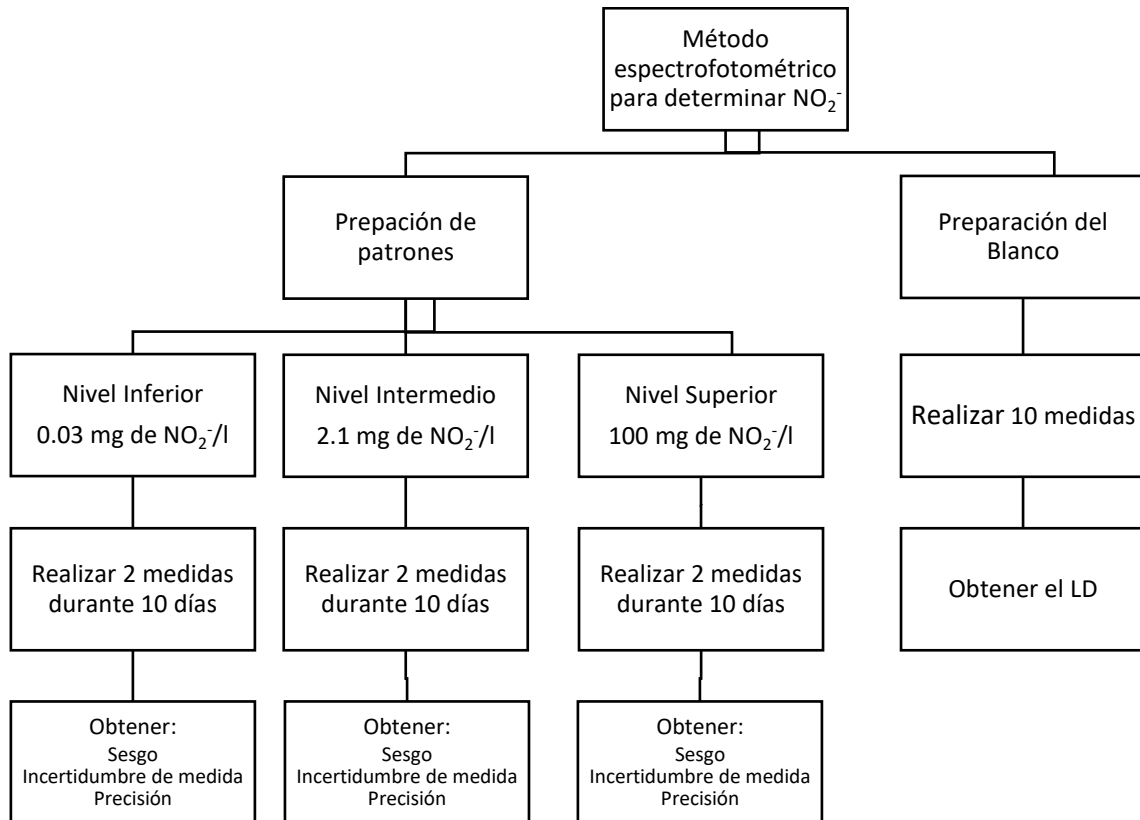 Método
espectrofotométrico
para determinar NO₂⁻
Prepación de
patrones
Preparación del
Blanco
Nivel Inferior
0.03 mg de NO₂⁻/l
Nivel Intermedio
2.1 mg de NO₂⁻/l
Nivel Superior
100 mg de NO₂⁻/l
Realizar 10 medidas
Realizar 2 medidas
durante 10 días
Realizar 2 medidas
durante 10 días
Realizar 2 medidas
durante 10 días
Obtener el LD
Obtener:
Sesgo
Incertidumbre de medida
Precisión
Obtener:
Sesgo
Incertidumbre de medida
Precisión
Obtener:
Sesgo
Incertidumbre de medida
Precisión